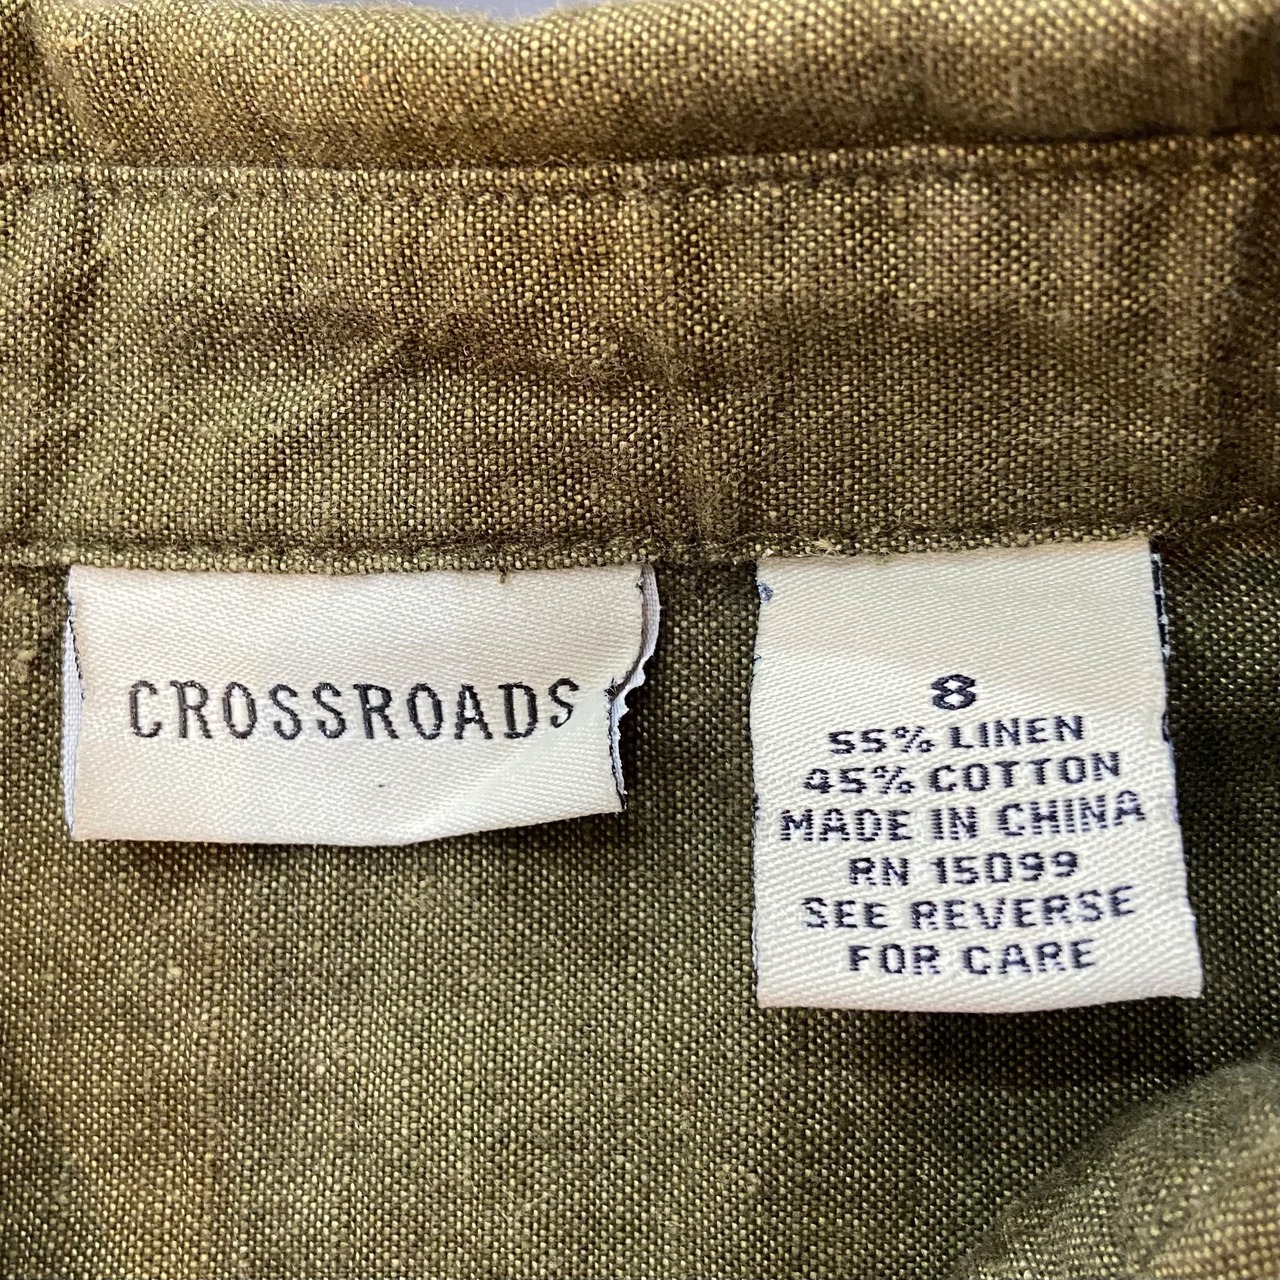 CROSSROADS
8
55% LINEN
45% COTTON
MADE IN CHINA
RN 15099
SEE REVERSE
FOR CARE